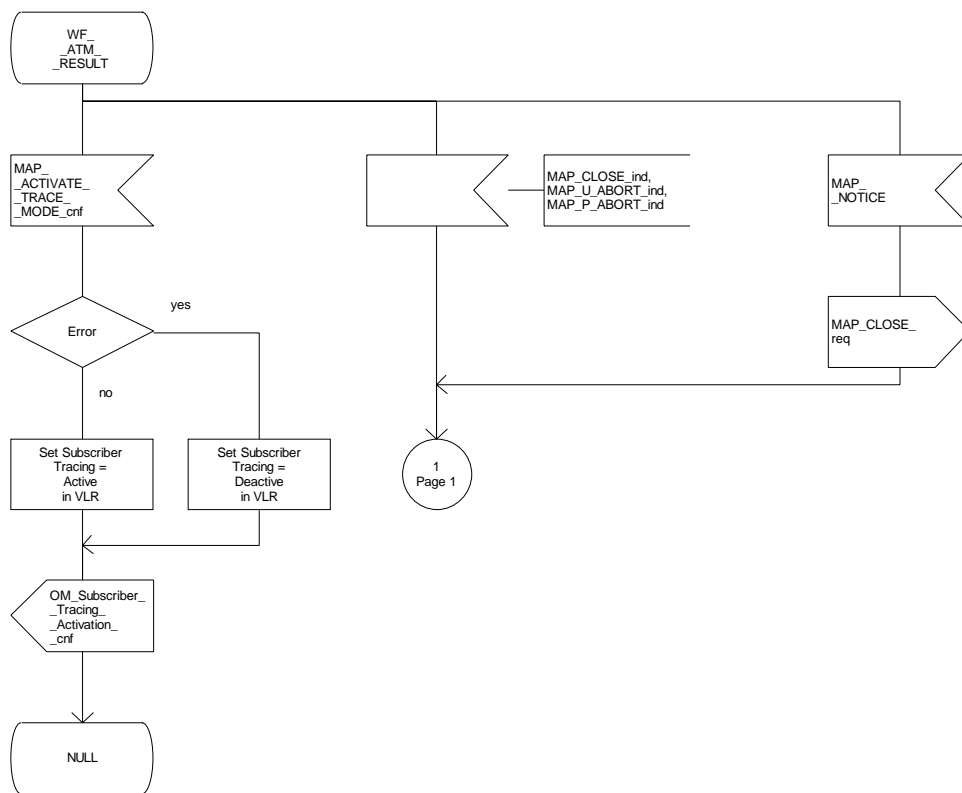 WF_
_ATM_
_RESULT
MAP_
_ACTIVATE_
_TRACE_
_MODE_cnf
MAP_CLOSE_ind,
MAP_U_ABORT_ind,
MAP_P_ABORT_ind
MAP_
_NOTICE
yes
Error
MAP_CLOSE_
req
no
Set Subscriber
Tracing =
Active
in VLR
Set Subscriber
Tracing =
Deactive
in VLR
1
Page 1
OM_Subscriber_
_Tracing_
_Activation_
_cnf
NULL